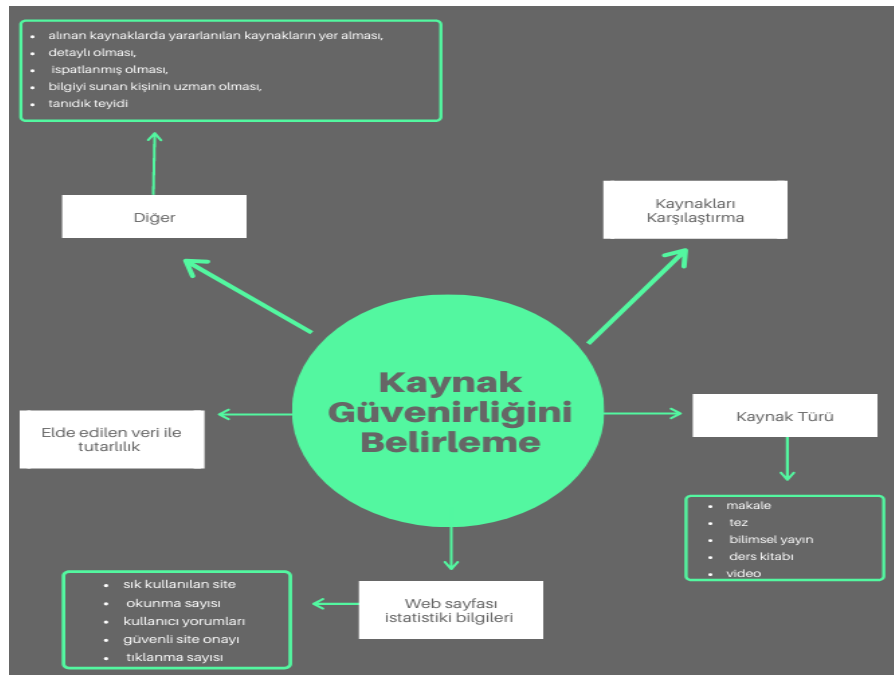 alınan kaynaklarda yararlanılan kaynakların yer alması,
detaylı olması,
ispatlanmış olması,
bilgiyi sunan kişinin uzman olması,
tanıdık teyidi
Diğer
Kaynakları
Karşılaştırma
Kaynak
Güvenirliğini
Belirleme
Elde edilen veri ile
tutarlılık
Kaynak Türü
makale
tez
bilimsel yayın
ders kitabı
video
Web sayfası
istatistiki bilgileri
sık kullanılan site
okunma sayısı
kullanıcı yorumları
güvenli site onayı
tıklanma sayısı